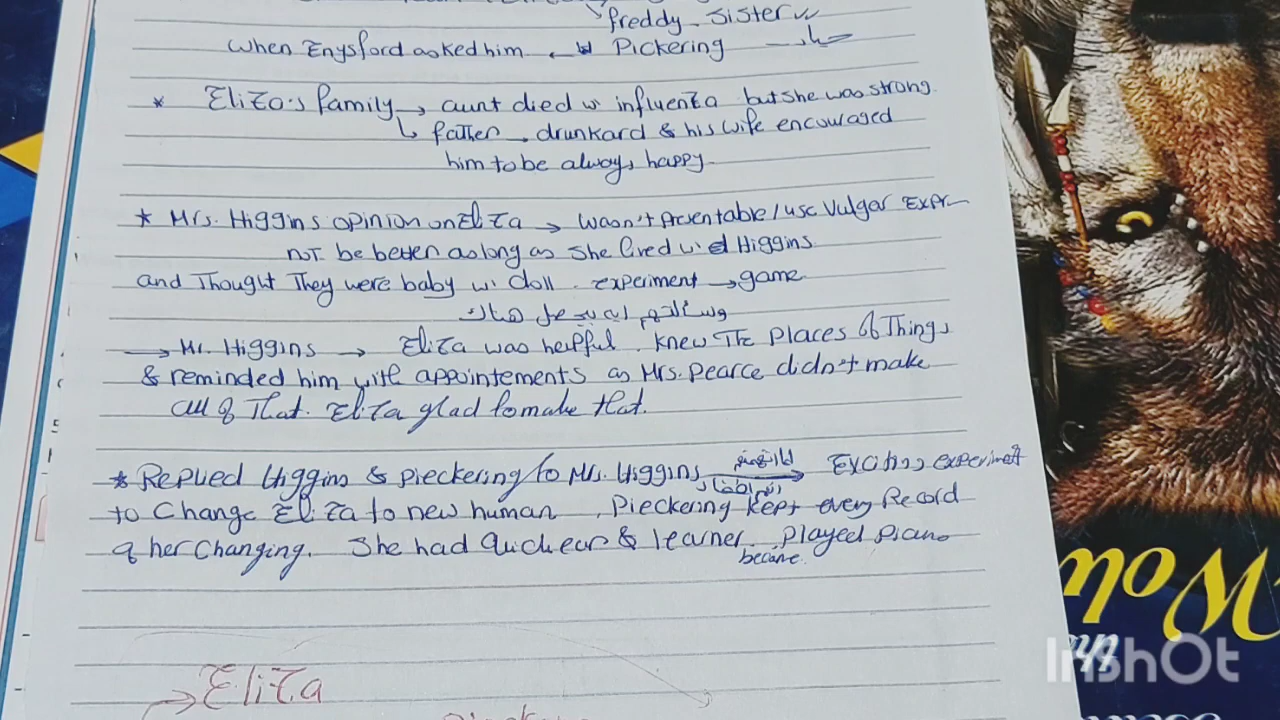 freddy sister
when Enysford asked him ← Pickering
* Eliza's family → aunt died w influenza but she was strong.
father → drunkard & his wife encouraged
him to be always happy
* Mrs. Higgins opinion on Eliza → wasn't presentable / use Vulgar Expr
not be better as long as she lived w Higgins
and Thought They were baby w doll. experiment → game
→ Mr. Higgins → Eliza was helpful. Knew The Places of Things
& reminded him with appointements as Mrs. Pearce didn't make
all of That. Eliza glad to make that.
* Replied Higgins & pieckering to Mrs. Higgins → Exciting experiment
to Change Eliza to new human, Pieckering kept every Record
of her Changing. She had Quick ear & learner. Played Piano
became
Eliza
Wolv
InShOt